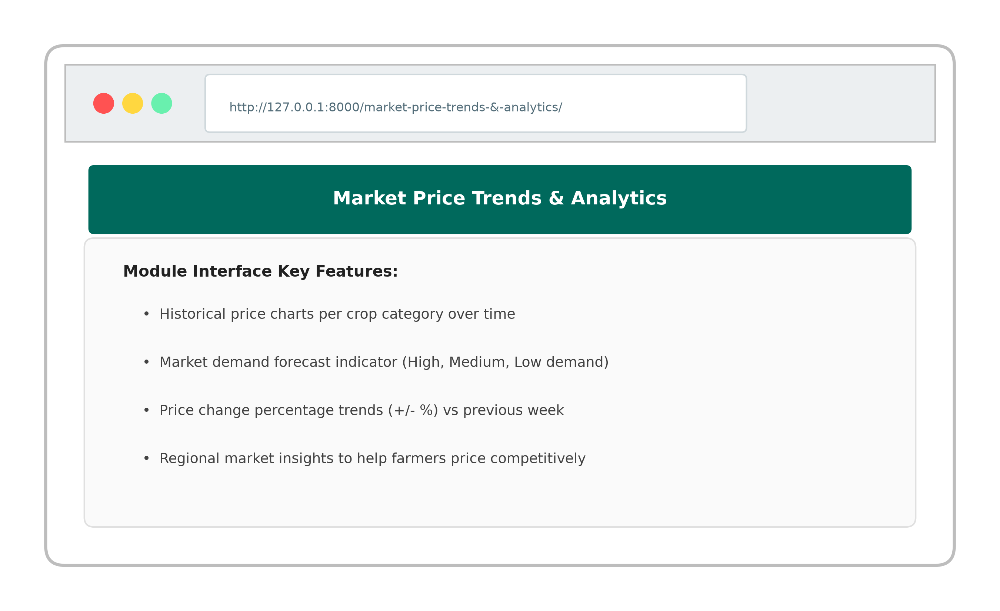 http://127.0.0.1:8000/market-price-trends-&-analytics/
Market Price Trends & Analytics
Module Interface Key Features:
• Historical price charts per crop category over time
• Market demand forecast indicator (High, Medium, Low demand)
• Price change percentage trends (+/- %) vs previous week
• Regional market insights to help farmers price competitively